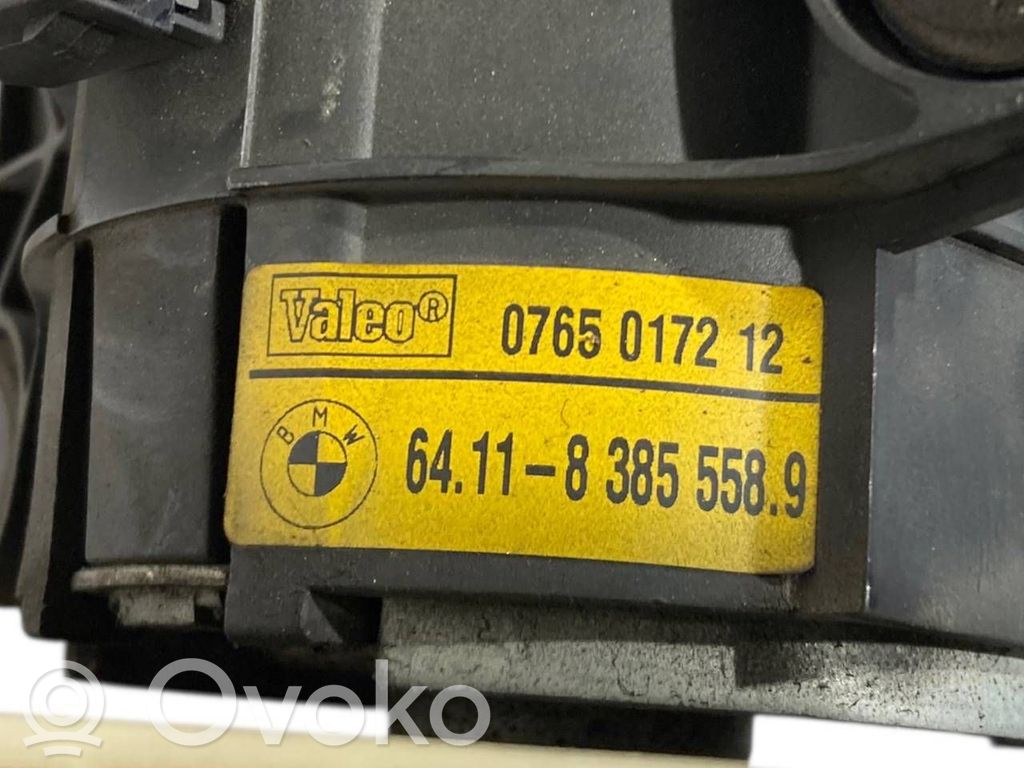 Valeo® 0765 0172 12
BMW 64.11-8 385 558.9
Ovoko